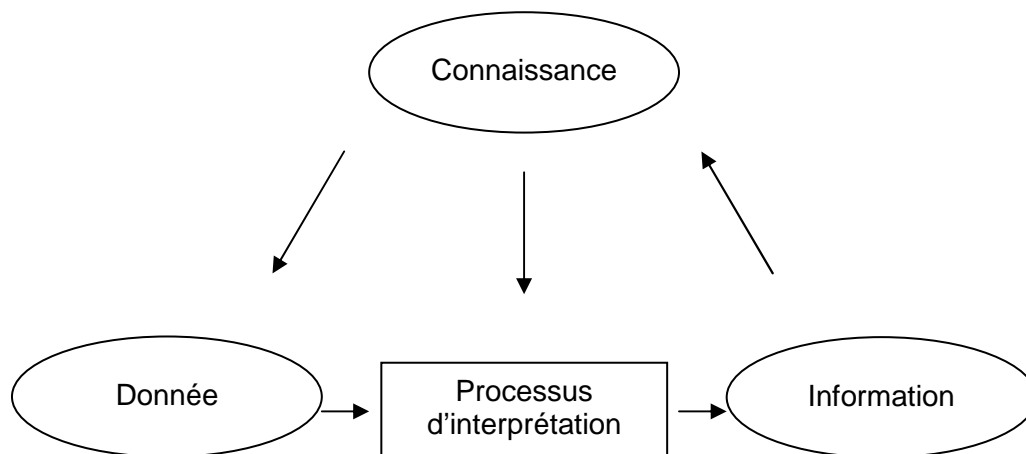 Connaissance
Donnée
Processus
d'interprétation
Information